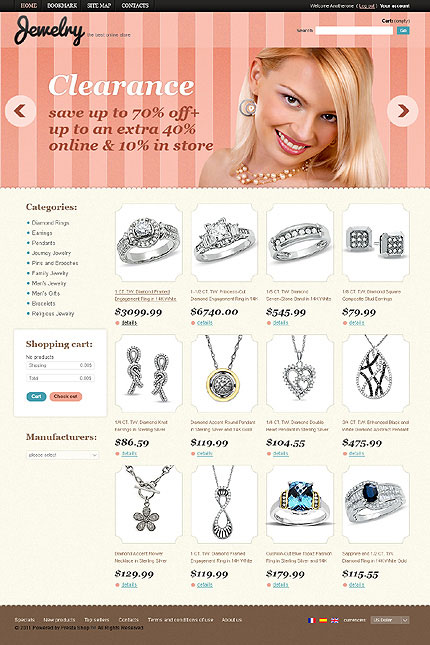 HOME BOOKMARK SITE MAP CONTACTS
Welcome ( Log out ) Your account
Jewelry the best online store
Cart: (empty)
Search: Go
Clearance
save up to 70% off+
up to an extra 40%
online & 10% in store
Categories:
Diamond Rings
Earrings
Pendants
Journey Jewelry
Pins and Brooches
Family Jewelry
Men's Jewelry
Men's Gifts
Bracelets
Religious Jewelry
Shopping cart:
No products
Shipping 0.00$
Total 0.00$
Cart Check out
Manufacturers:
please select
1 CT. T.W. Diamond Framed
Engagement Ring in 14K White
$3099.99
details
1-1/2 CT. T.W. Princess-Cut
Diamond Engagement Ring in 14K
$6740.00
details
1/2 CT. T.W. Diamond
Seven-Stone Band in 14K White
$545.99
details
1/6 CT. T.W. Diamond Square
Composite Stud Earrings
$79.99
details
1/4 CT. T.W. Diamond Knot
Earrings in Sterling Silver
$86.59
details
Diamond Accent Round Pendant
in Sterling Silver and 14K Gold
$119.99
details
1/4 CT. T.W. Diamond Double
Heart Pendant in Sterling Silver
$104.55
details
3/4 CT. T.W. Enhanced Black and
White Diamond Abstract Pendant
$475.99
details
Diamond Accent Flower
Necklace in Sterling Silver
$129.99
details
1 CT. T.W. Diamond Framed
Engagement Ring in 14K White
$119.99
details
Cushion-Cut Blue Topaz Fashion
Ring in Sterling Silver and 14K
$179.99
details
Sapphire and 1/2 CT. T.W.
Diamond Ring in 14K White Gold
$115.55
details
Specials New products Top sellers Contacts Terms and conditions of use About us
currencies: US Dollar
© 2011 Powered by Presta Shop™. All Rights Reserved